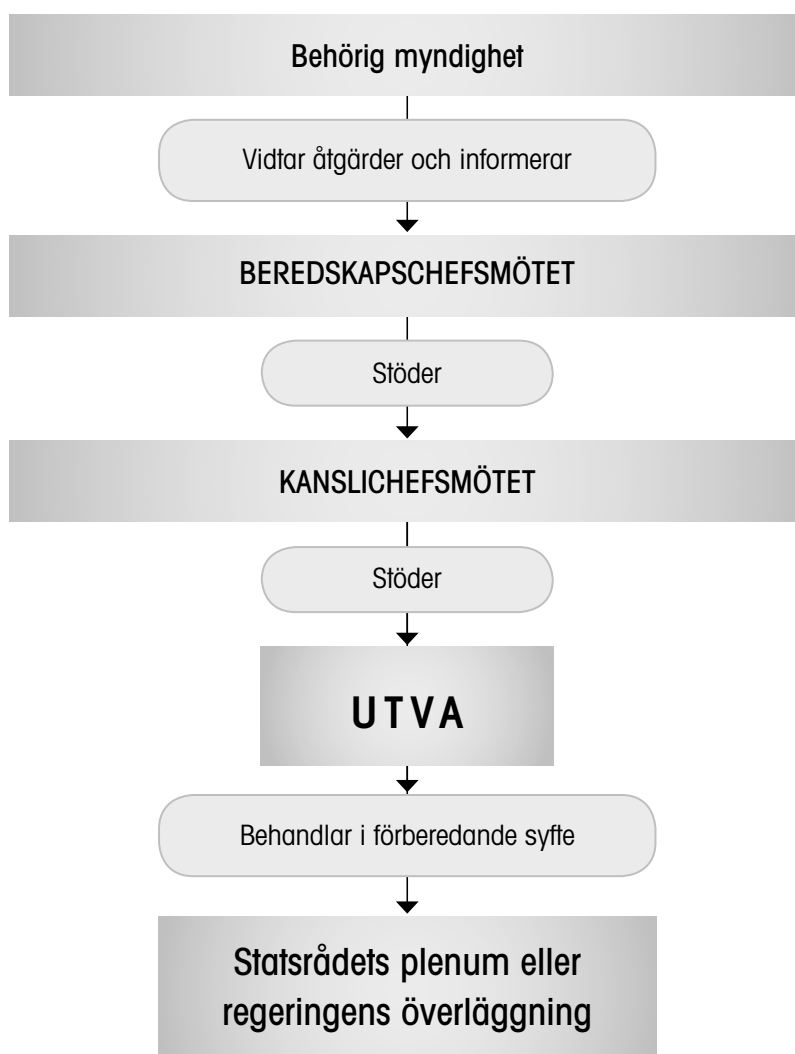 Behörig myndighet
Vidtar åtgärder och informerar
BEREDSKAPSCHEFSMÖTET
Stöder
KANSLICHEFSMÖTET
Stöder
UTVA
Behandlar i förberedande syfte
Statsrådets plenum eller
regeringens överläggning